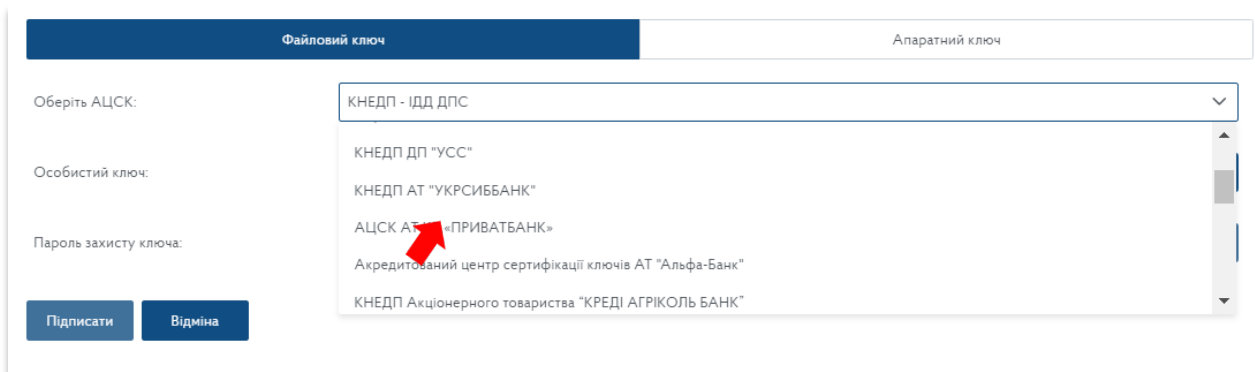 Файловий ключ
Апаратний ключ
Оберіть АЦСК:
КНЕДП - ІДД ДПС
КНЕДП ДП "УСС"
Особистий ключ:
КНЕДП АТ "УКРСИББАНК"
АЦСК АТ «ПРИВАТБАНК»
Пароль захисту ключа:
Акредитований центр сертифікації ключів АТ "Альфа-Банк"
КНЕДП Акціонерного товариства “КРЕДІ АГРІКОЛЬ БАНК”
Підписати
Відміна